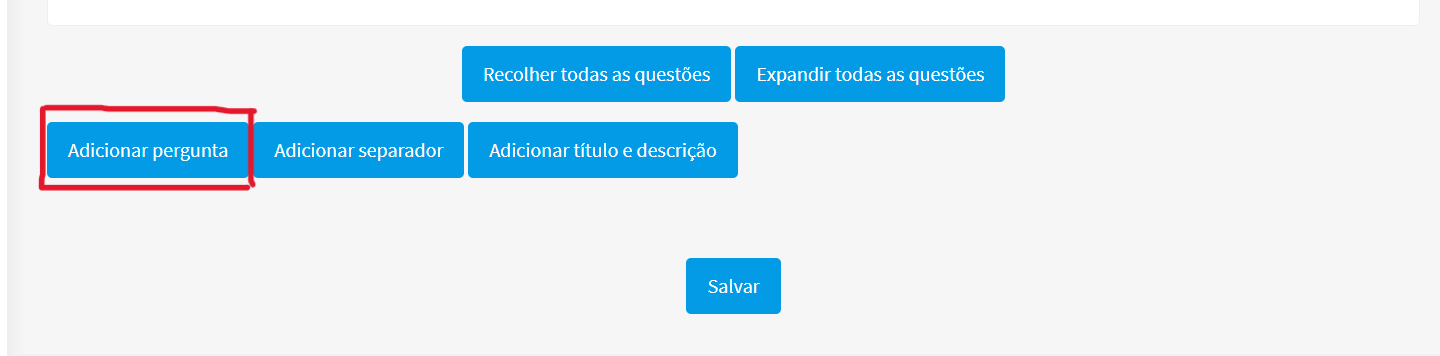 Recolher todas as questões Expandir todas as questões
Adicionar pergunta Adicionar separador Adicionar título e descrição
Salvar